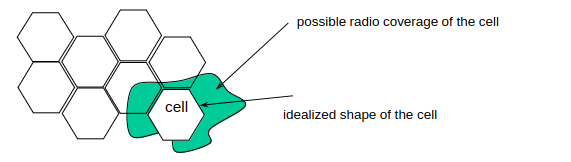 possible radio coverage of the cell
cell
idealized shape of the cell